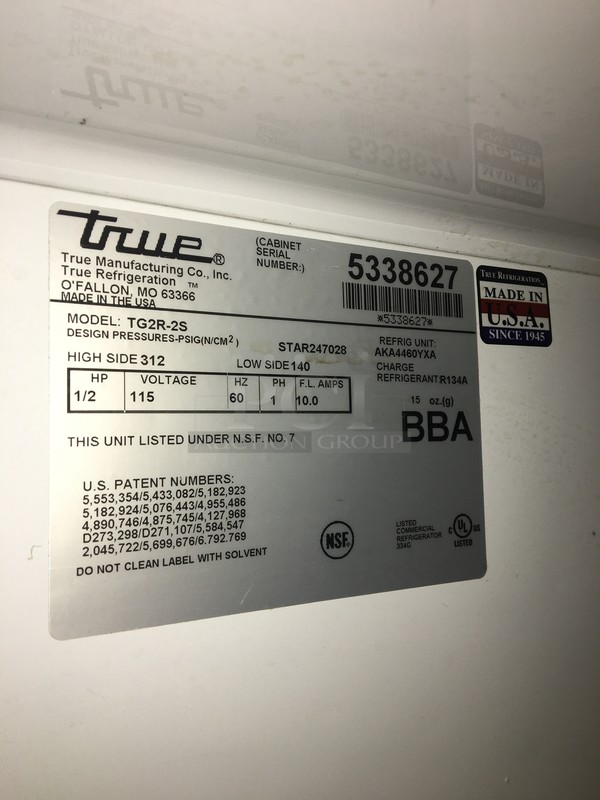 true®
True Manufacturing Co., Inc.
True Refrigeration ™
O'FALLON, MO 63366
MADE IN THE USA
(CABINET
SERIAL
NUMBER:)
5338627
*5338627*
TRUE REFRIGERATION
MADE IN
U.S.A.
SINCE 1945
MODEL: TG2R-2S
DESIGN PRESSURES-PSIG(N/CM2)
STAR247028
HIGH SIDE 312
LOW SIDE 140
REFRIG UNIT:
AKA4460YXA
CHARGE
REFRIGERANT:R134A
15 oz.(g)
BBA
HP VOLTAGE HZ PH F.L. AMPS
1/2 115 60 1 10.0
THIS UNIT LISTED UNDER N.S.F. NO. 7
PCI
AUCTION GROUP
U.S. PATENT NUMBERS:
5,553,354/5,433,082/5,182,923
5,182,924/5,076,443/4,955,486
4,890,746/4,875,745/4,127,968
D273,298/D271,107/5,584,547
2,045,722/5,699,676/6.792.769
DO NOT CLEAN LABEL WITH SOLVENT
NSF
LISTED
COMMERCIAL
REFRIGERATOR
334G
C UL US
LISTED